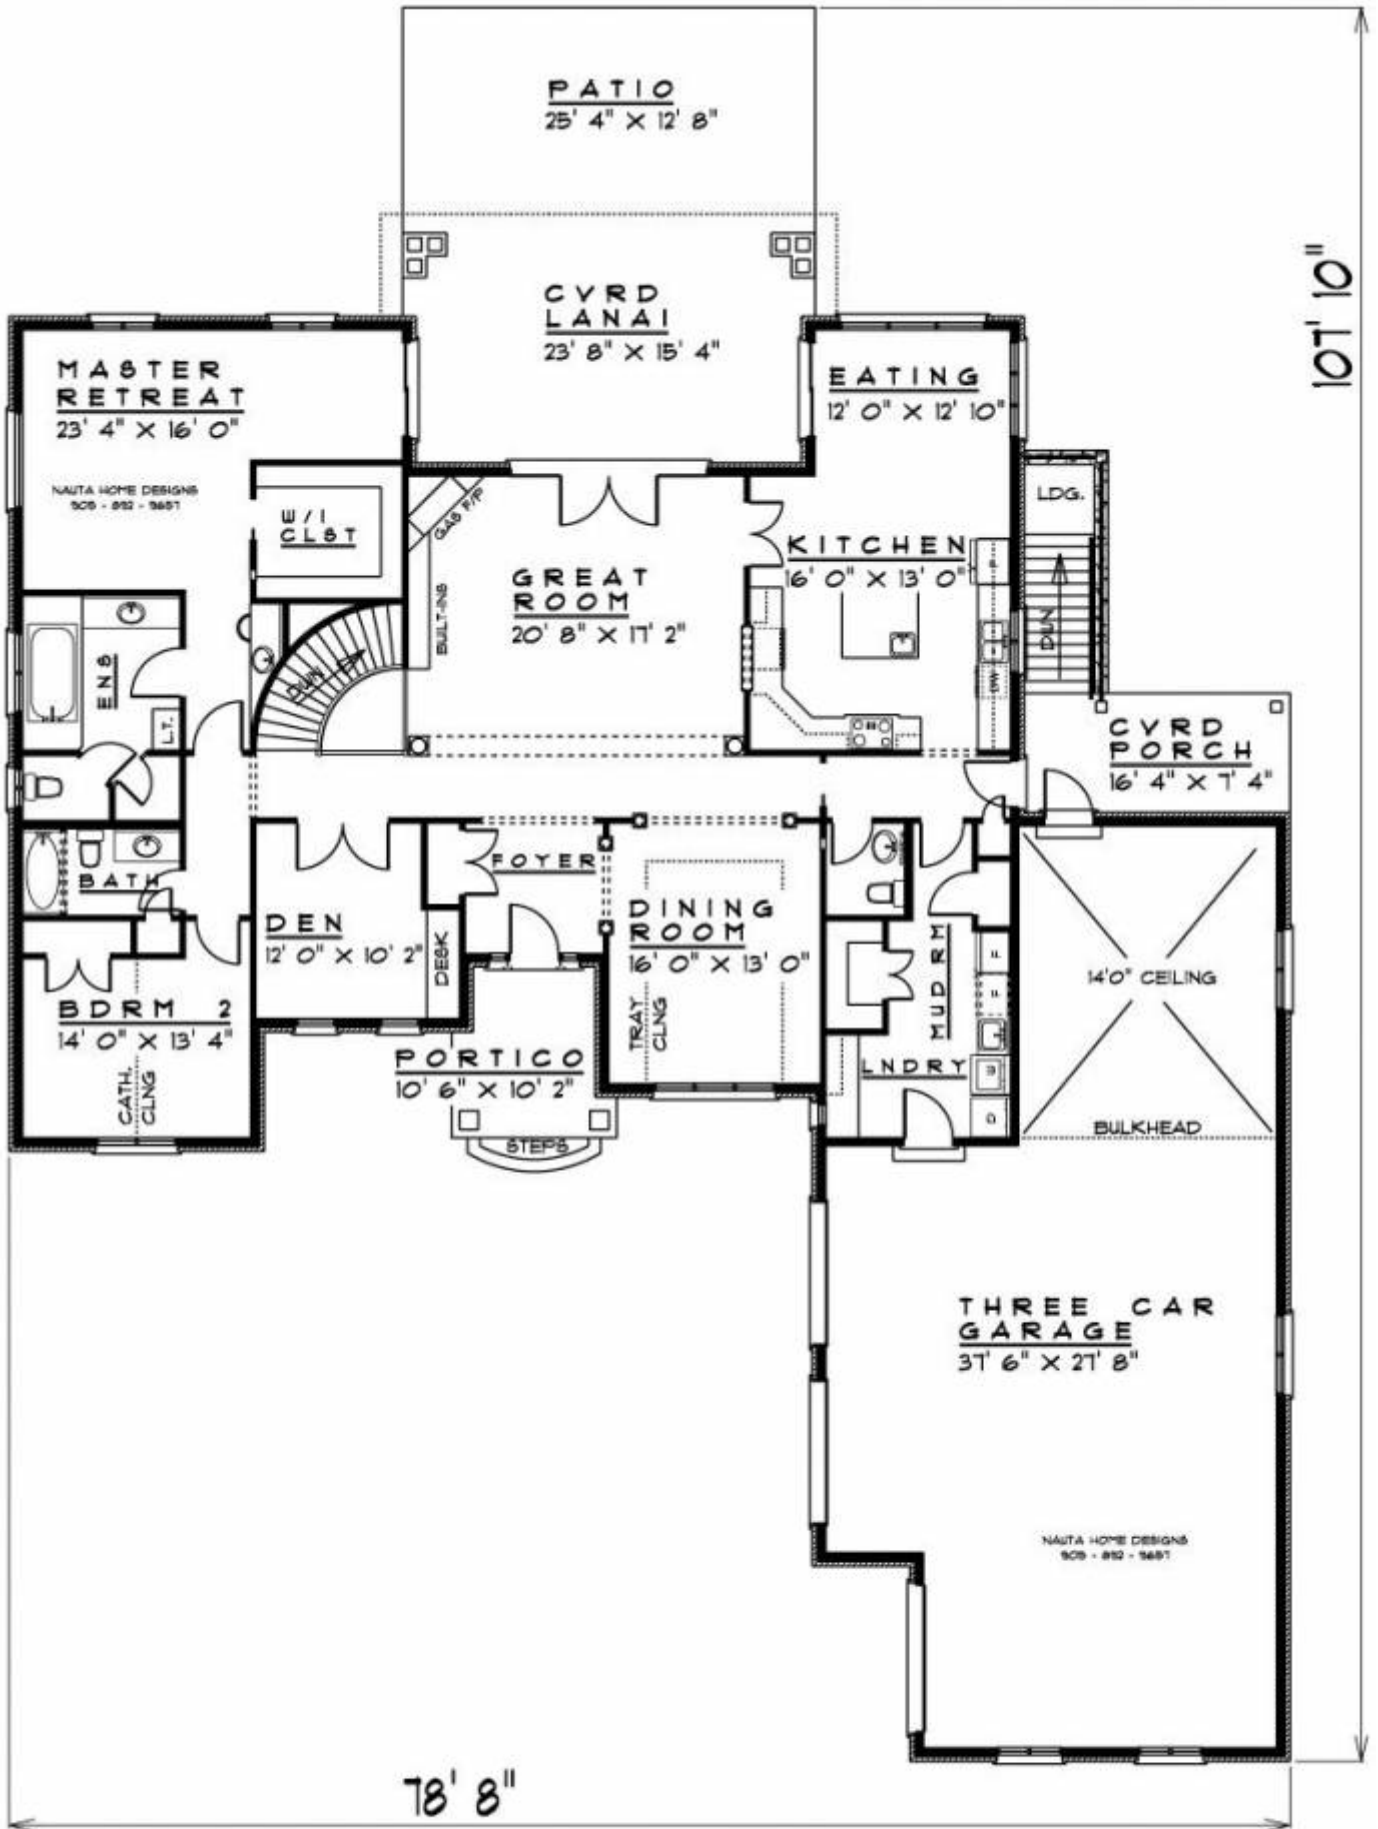 PATIO
25' 4" X 12' 8"
CVRD
LANAI
23' 8" X 15' 4"
107' 10"
MASTER
RETREAT
23' 4" X 16' 0"
EATING
12' 0" X 12' 10"
NAUTA HOME DESIGNS
W/I
CLST
GAS F/P
LDG.
KITCHEN
16' 0" X 13' 0"
GREAT
ROOM
20' 8" X 17' 2"
BUILT-INS
F
DUN
ENS
DUN
DW
L.T.
CVRD
PORCH
16' 4" X 7' 4"
BATH
FOYER
DEN
12' 0" X 10' 2"
DESK
DINING
ROOM
16' 0" X 13' 0"
TRAY
CLNG
MUD RM
F
F
14'0" CEILING
BDRM 2
14' 0" X 13' 4"
CATH.
CLNG
PORTICO
10' 6" X 10' 2"
LNDRY
W
D
BULKHEAD
STEPS
THREE CAR
GARAGE
37' 6" X 27' 8"
NAUTA HOME DESIGNS
78' 8"